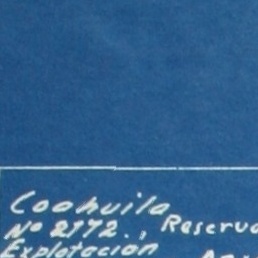 Coahuila
Nº 2172., Reserva
Explotacion